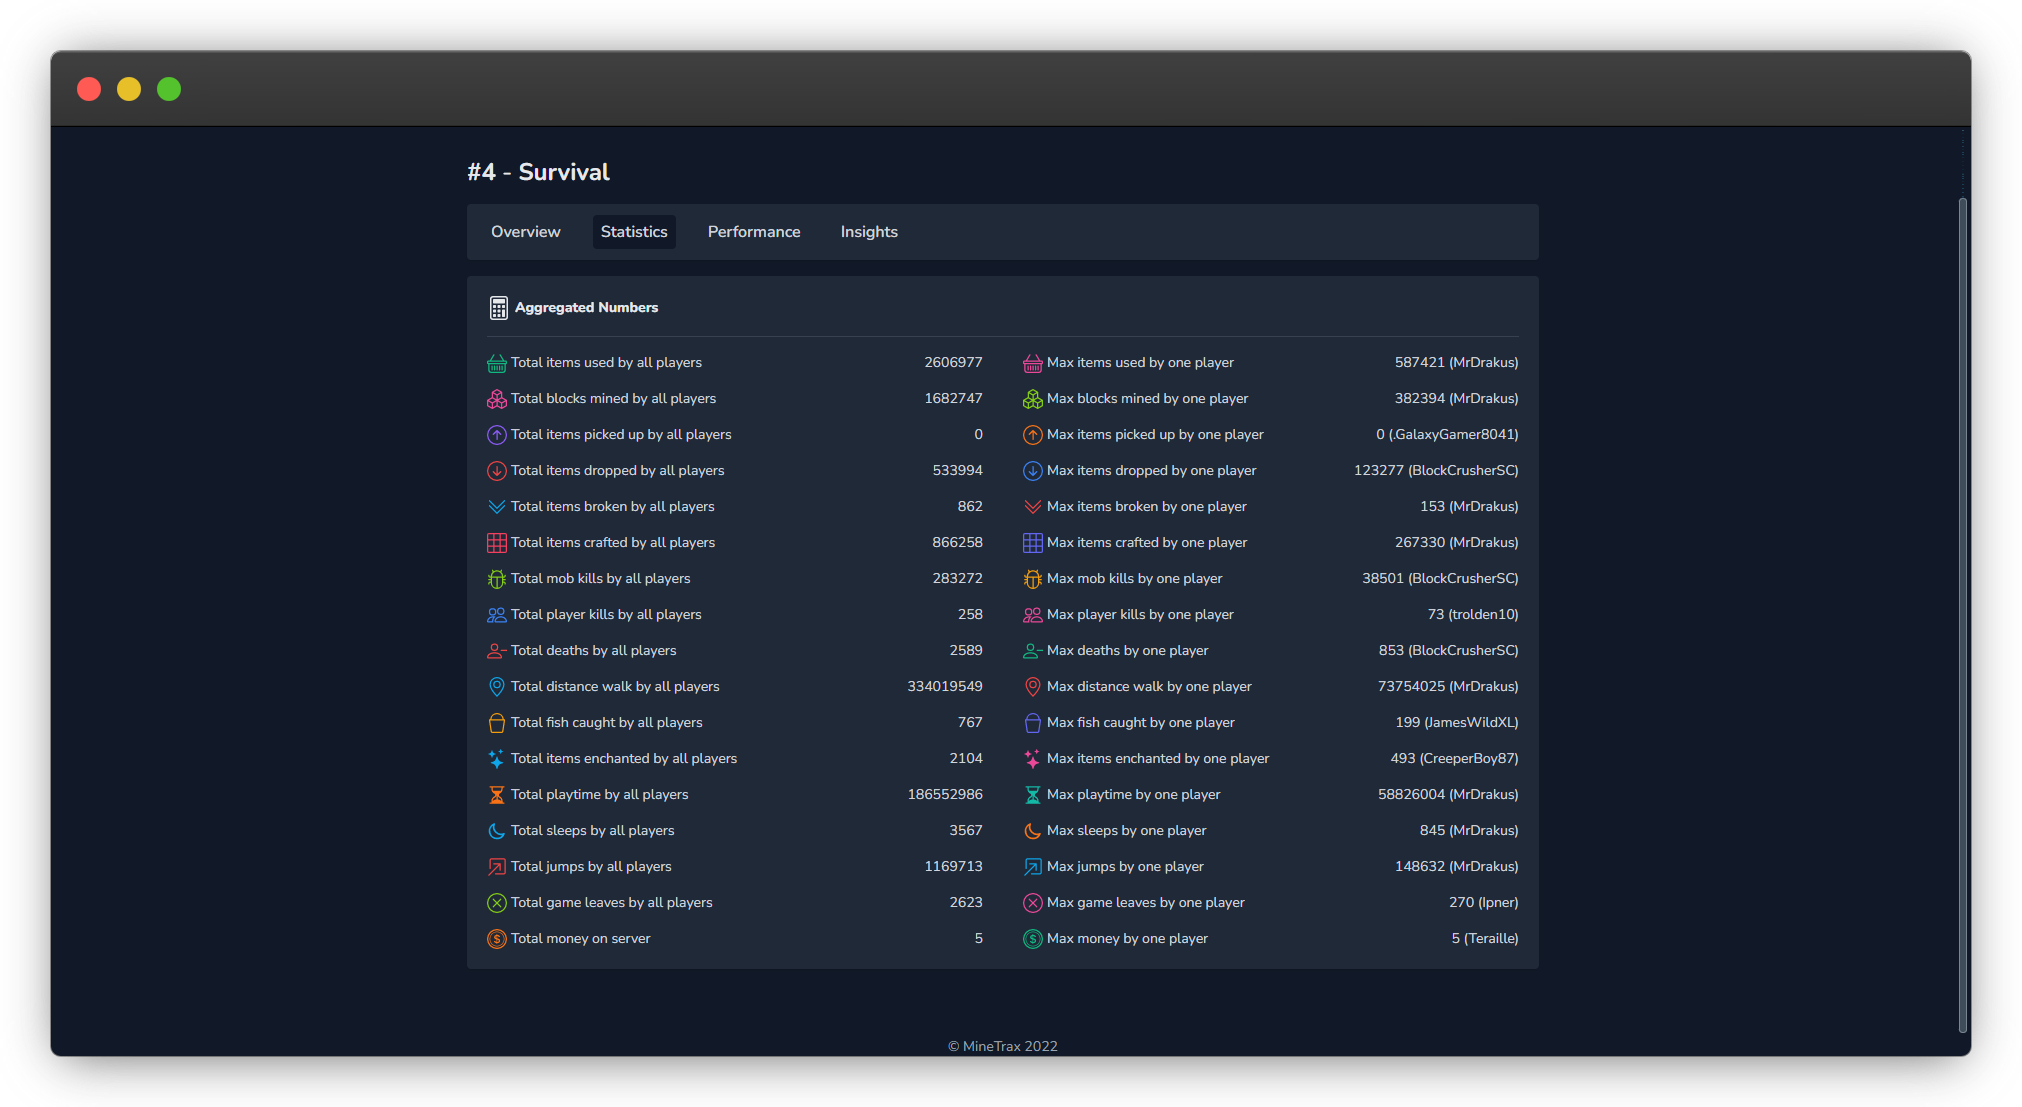 #4 - Survival
Overview Statistics Performance Insights
Aggregated Numbers
Total items used by all players 2606977 Max items used by one player 587421 (MrDrakus)
Total blocks mined by all players 1682747 Max blocks mined by one player 382394 (MrDrakus)
Total items picked up by all players 0 Max items picked up by one player 0 (.GalaxyGamer8041)
Total items dropped by all players 533994 Max items dropped by one player 123277 (BlockCrusherSC)
Total items broken by all players 862 Max items broken by one player 153 (MrDrakus)
Total items crafted by all players 866258 Max items crafted by one player 267330 (MrDrakus)
Total mob kills by all players 283272 Max mob kills by one player 38501 (BlockCrusherSC)
Total player kills by all players 258 Max player kills by one player 73 (trolden10)
Total deaths by all players 2589 Max deaths by one player 853 (BlockCrusherSC)
Total distance walk by all players 334019549 Max distance walk by one player 73754025 (MrDrakus)
Total fish caught by all players 767 Max fish caught by one player 199 (JamesWildXL)
Total items enchanted by all players 2104 Max items enchanted by one player 493 (CreeperBoy87)
Total playtime by all players 186552986 Max playtime by one player 58826004 (MrDrakus)
Total sleeps by all players 3567 Max sleeps by one player 845 (MrDrakus)
Total jumps by all players 1169713 Max jumps by one player 148632 (MrDrakus)
Total game leaves by all players 2623 Max game leaves by one player 270 (Ipner)
Total money on server 5 Max money by one player 5 (Teraille)
© MineTrax 2022